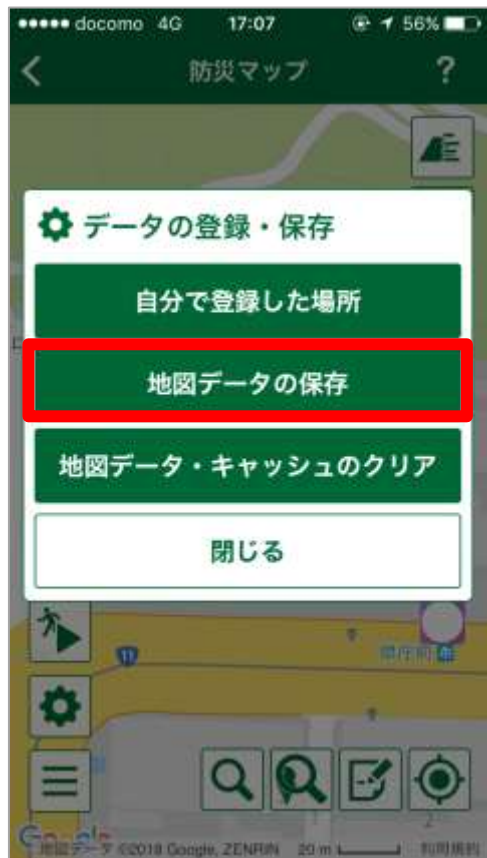 docomo 4G 17:07 56%
防災マップ ?
データの登録・保存
自分で登録した場所
地図データの保存
地図データ・キャッシュのクリア
閉じる
11
県庁前
地図データ ©2018 Google, ZENRIN 20 m 利用規約